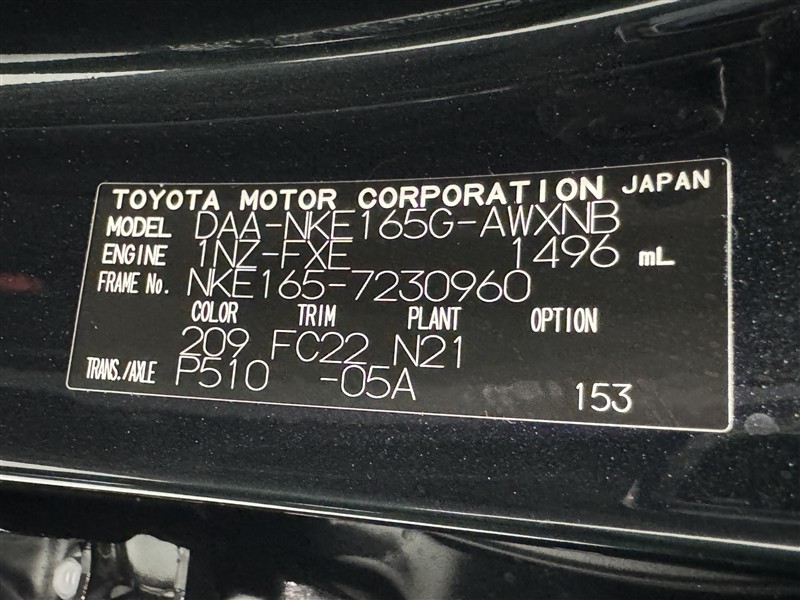 TOYOTA MOTOR CORPORATION JAPAN
MODEL DAA-NKE165G-AWXNB
ENGINE 1NZ-FXE 1496 mL
FRAME No. NKE165-7230960
COLOR TRIM PLANT OPTION
209 FC22 N21
TRANS./AXLE P510 -05A 153